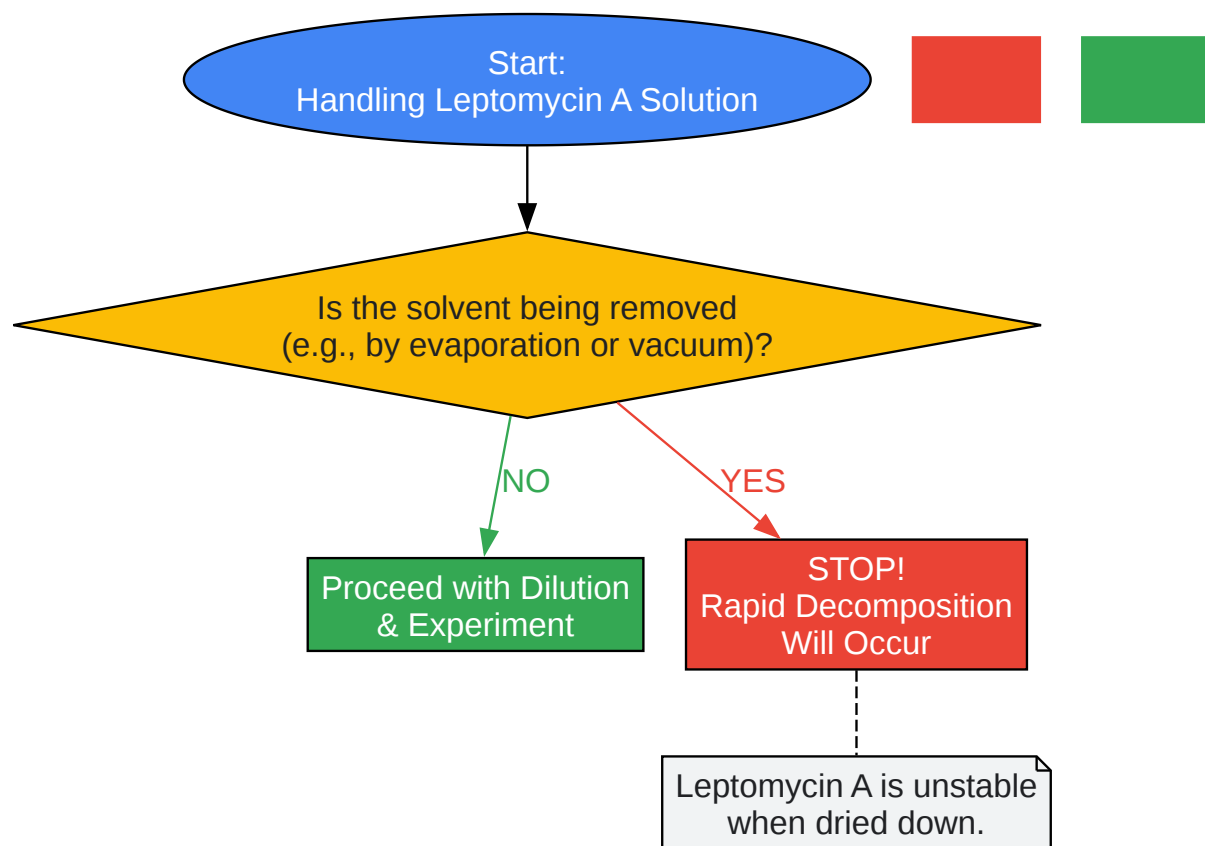 Start:
Handling Leptomycin A Solution
Is the solvent being removed
(e.g., by evaporation or vacuum)?
NO
YES
Proceed with Dilution
& Experiment
STOP!
Rapid Decomposition
Will Occur
Leptomycin A is unstable
when dried down.